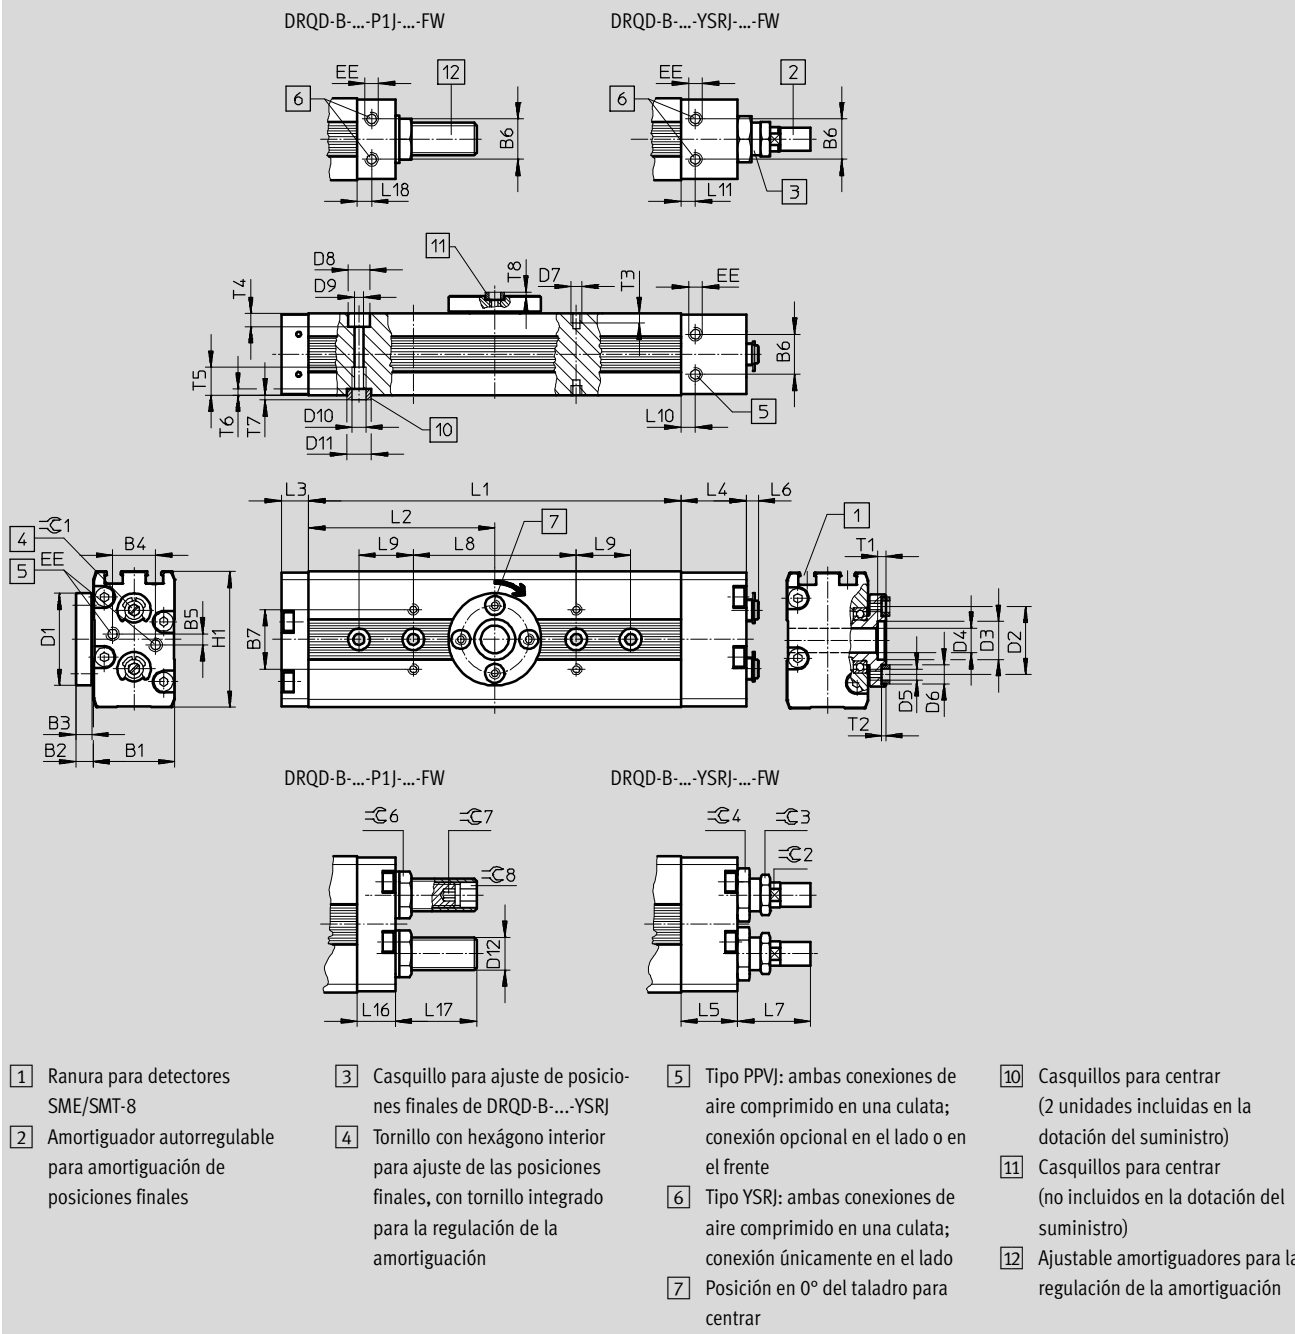 DRQD-B-...-P1J-...-FW
DRQD-B-...-YSRJ-...-FW
EE
12
6
B6
L18
EE
2
6
B6
L11
3
11
D8
D9
T4
T8
D7
T3
EE
B6
T5
T6
T7
D10
D11
10
L10
5
L3
L1
L4
L6
L2
7
L9
L8
L9
B7
4
=C1
B4
5
EE
B5
D1
H1
B3
B2
B1
1
T1
D4
D3
D2
D5
D6
T2
DRQD-B-...-P1J-...-FW
DRQD-B-...-YSRJ-...-FW
=C6
=C7
=C8
D12
L16
L17
=C4
=C3
=C2
L5
L7
1 Ranura para detectores
SME/SMT-8
2 Amortiguador autorregulable
para amortiguación de
posiciones finales
3 Casquillo para ajuste de posicio-
nes finales de DRQD-B-...-YSRJ
4 Tornillo con hexágono interior
para ajuste de las posiciones
finales, con tornillo integrado
para la regulación de la
amortiguación
5 Tipo PPVJ: ambas conexiones de
aire comprimido en una culata;
conexión opcional en el lado o en
el frente
6 Tipo YSRJ: ambas conexiones de
aire comprimido en una culata;
conexión únicamente en el lado
7 Posición en 0° del taladro para
centrar
10 Casquillos para centrar
(2 unidades incluidas en la
dotación del suministro)
11 Casquillos para centrar
(no incluidos en la dotación del
suministro)
12 Ajustable amortiguadores para la
regulación de la amortiguación